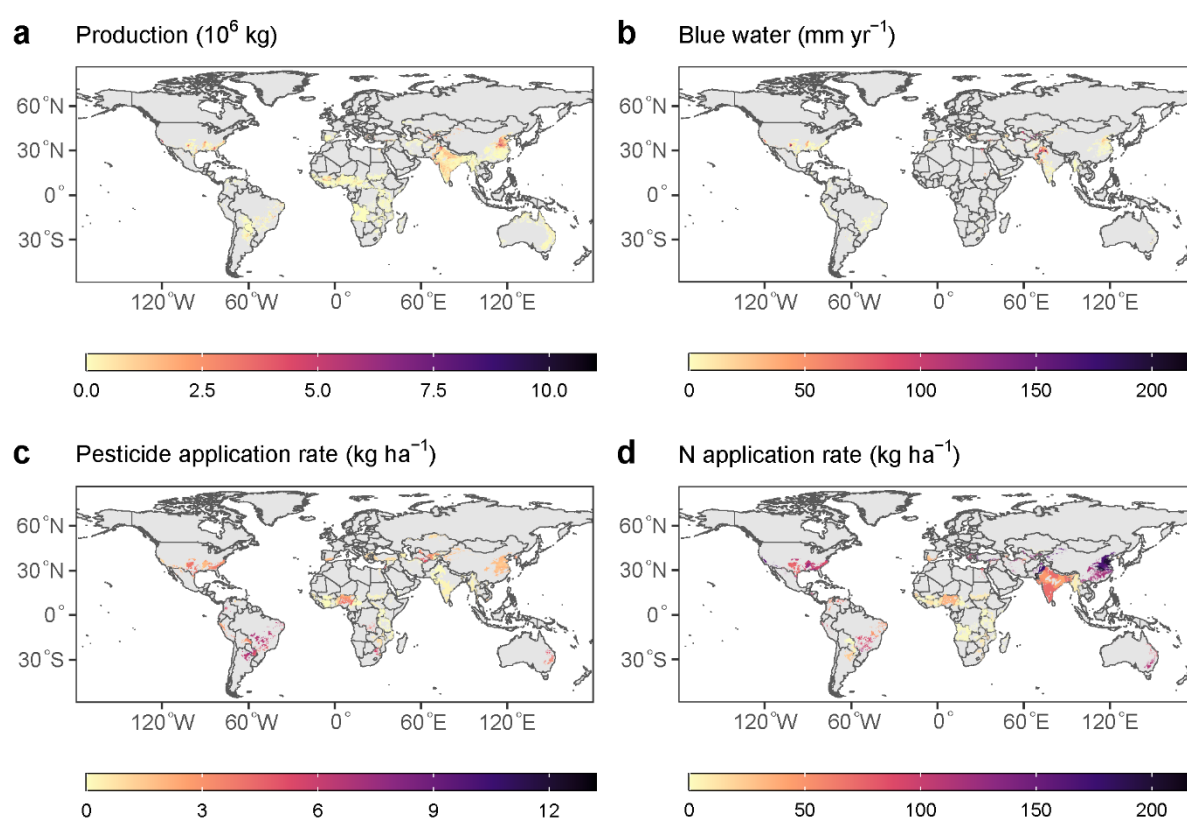 a Production (10⁶ kg)
b Blue water (mm yr⁻¹)
60°N
30°N
0°
30°S
120°W 60°W 0° 60°E 120°E
60°N
30°N
0°
30°S
120°W 60°W 0° 60°E 120°E
0.0 2.5 5.0 7.5 10.0
0 50 100 150 200
c Pesticide application rate (kg ha⁻¹)
d N application rate (kg ha⁻¹)
60°N
30°N
0°
30°S
120°W 60°W 0° 60°E 120°E
60°N
30°N
0°
30°S
120°W 60°W 0° 60°E 120°E
0 3 6 9 12
0 50 100 150 200